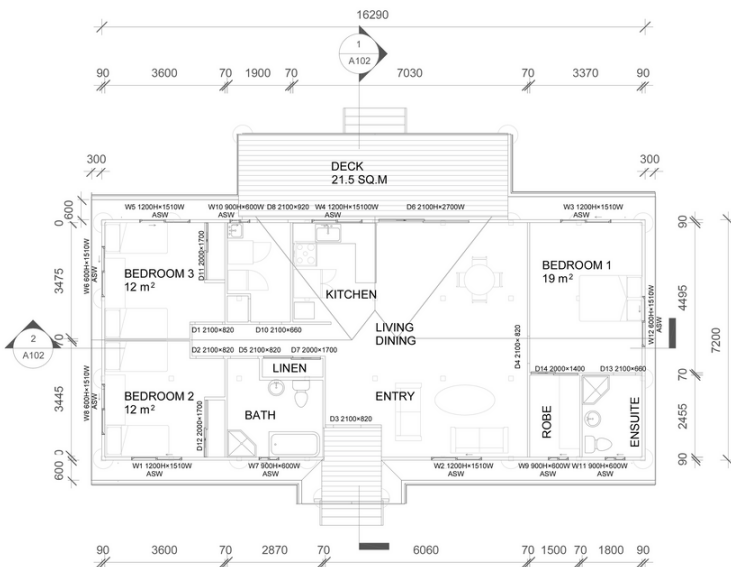 16290
1
A102
90 3600 70 1900 70 7030 70 3370 90
300
300
DECK
21.5 SQ.M
600
W5 1200H×1510W
ASW
W10 900H×600W
ASW
D8 2100×920
W4 1200H×15100W
ASW
D6 2100H×2700W
W3 1200H×1510W
ASW
0
90
W6 600H×1510W
ASW
D11 2000×1700
3475
BEDROOM 3
12 m²
KITCHEN
BEDROOM 1
19 m²
4495
W12 600H×1510W
ASW
D1 2100×820
D10 2100×660
LIVING
DINING
D4 2100×820
2
A102
0
7200
D2 2100×820
D5 2100×820
D7 2000×1700
LINEN
D14 2000×1400
D13 2100×660
70
W8 600H×1510W
ASW
3445
BEDROOM 2
12 m²
D12 2000×1700
BATH
ENTRY
D3 2100×820
ROBE
ENSUITE
2455
0
90
600
W1 1200H×1510W
ASW
W7 900H×600W
ASW
W2 1200H×1510W
ASW
W9 900H×600W
ASW
W11 900H×600W
ASW
90 3600 70 2870 70 6060 70 1500 70 1800 90